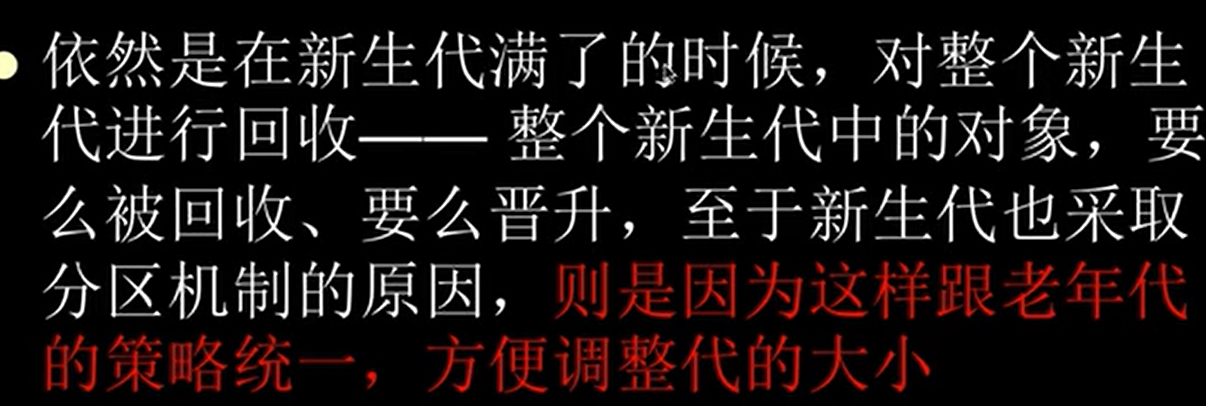 依然是在新生代满了的时候，对整个新生
代进行回收—— 整个新生代中的对象，要
么被回收、要么晋升，至于新生代也采取
分区机制的原因，则是因为这样跟老年代
的策略统一，方便调整代的大小